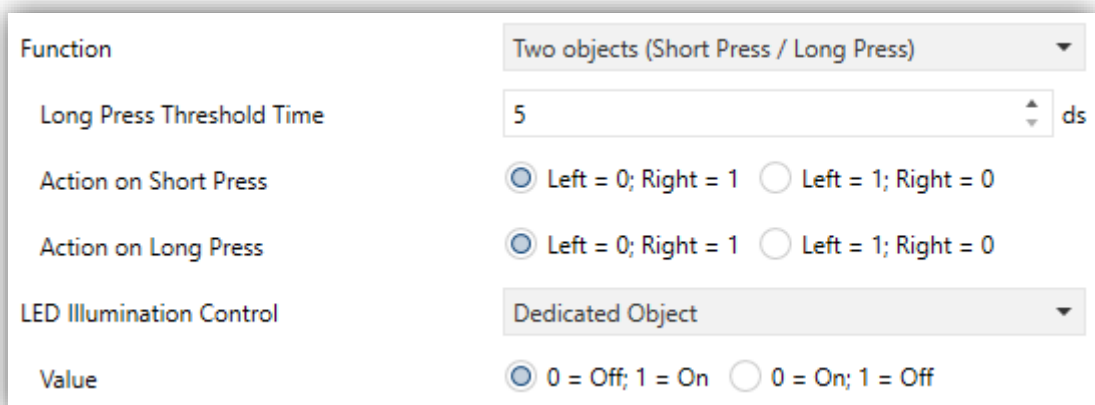 Function Two objects (Short Press / Long Press)
Long Press Threshold Time 5 ds
Action on Short Press Left = 0; Right = 1 Left = 1; Right = 0
Action on Long Press Left = 0; Right = 1 Left = 1; Right = 0
LED Illumination Control Dedicated Object
Value 0 = Off; 1 = On 0 = On; 1 = Off